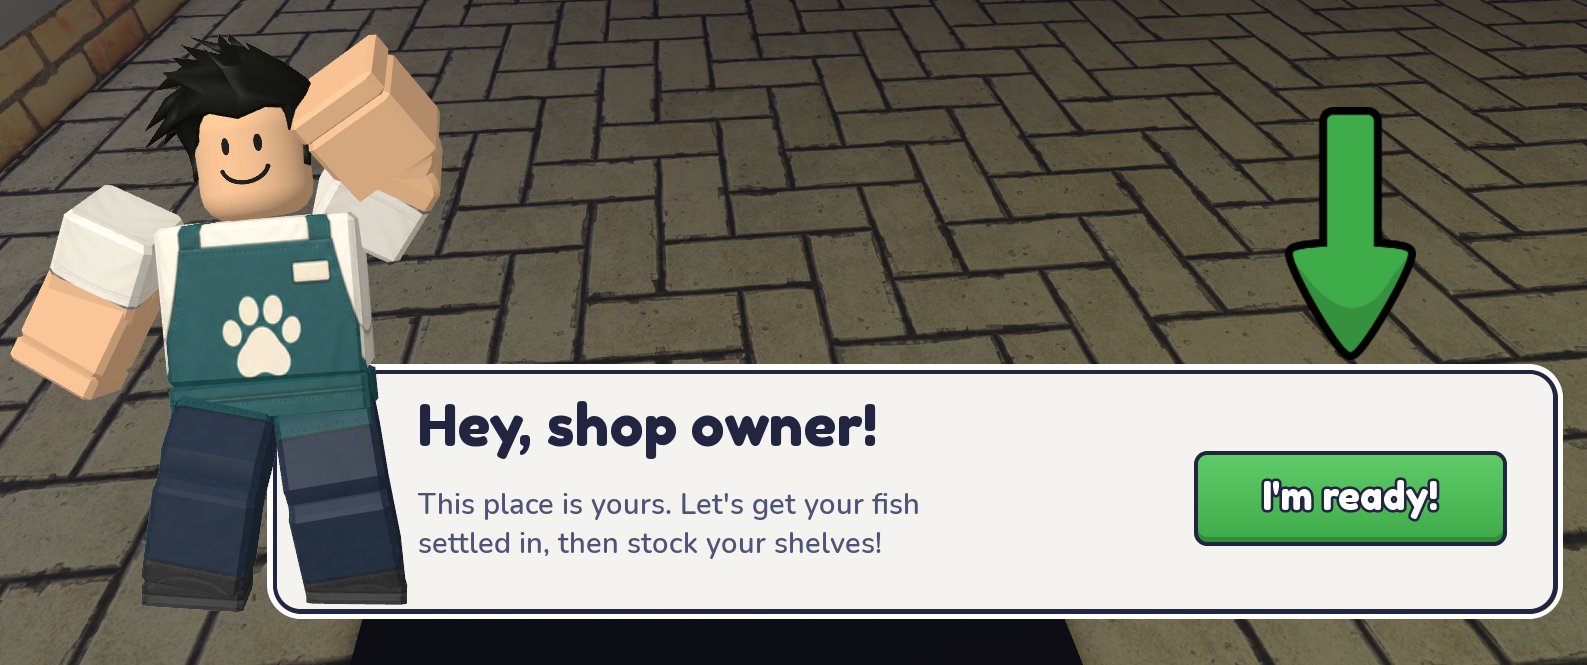 Hey, shop owner!
This place is yours. Let's get your fish
settled in, then stock your shelves!
I'm ready!